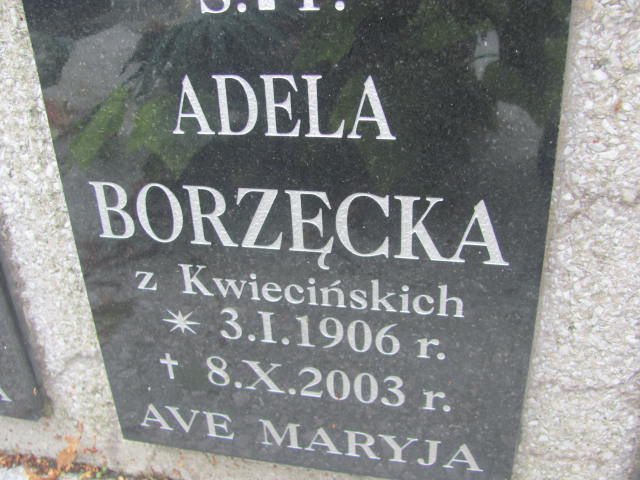 Ś.†P.
ADELA
BORZĘCKA
z Kwiecińskich
* 3.I.1906 r.
† 8.X.2003 r.
AVE MARYJA
A